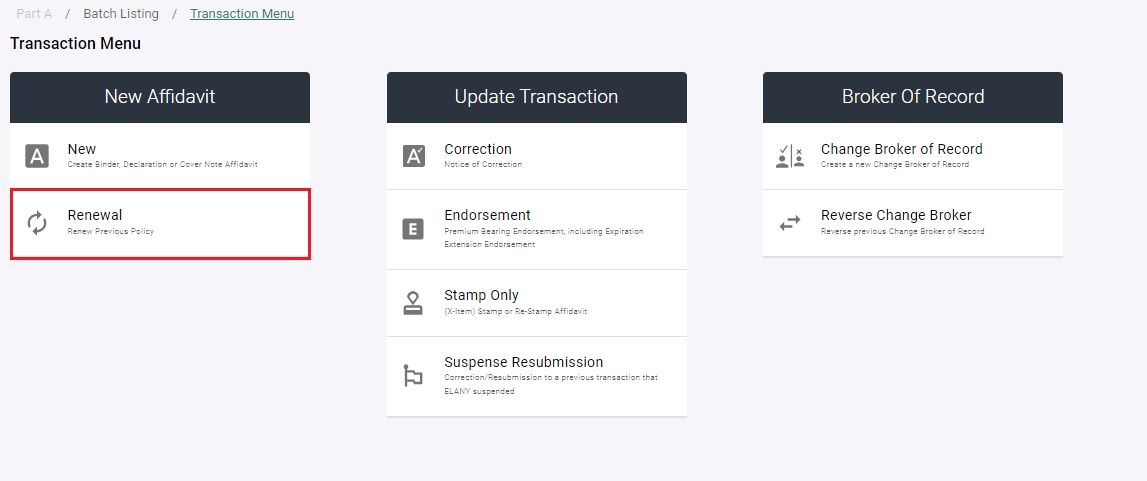 Part A / Batch Listing / Transaction Menu
Transaction Menu
New Affidavit
A
New
Create Binder, Declaration or Cover Note Affidavit
Renewal
Renew Previous Policy
Update Transaction
A
Correction
Notice of Correction
E
Endorsement
Premium Bearing Endorsement, including Expiration
Extension Endorsement
Stamp Only
(X-Item) Stamp or Re-Stamp Affidavit
Suspense Resubmission
Correction/Resubmission to a previous transaction that
ELANY suspended
Broker Of Record
Change Broker of Record
Create a new Change Broker of Record
Reverse Change Broker
Reverse previous Change Broker of Record